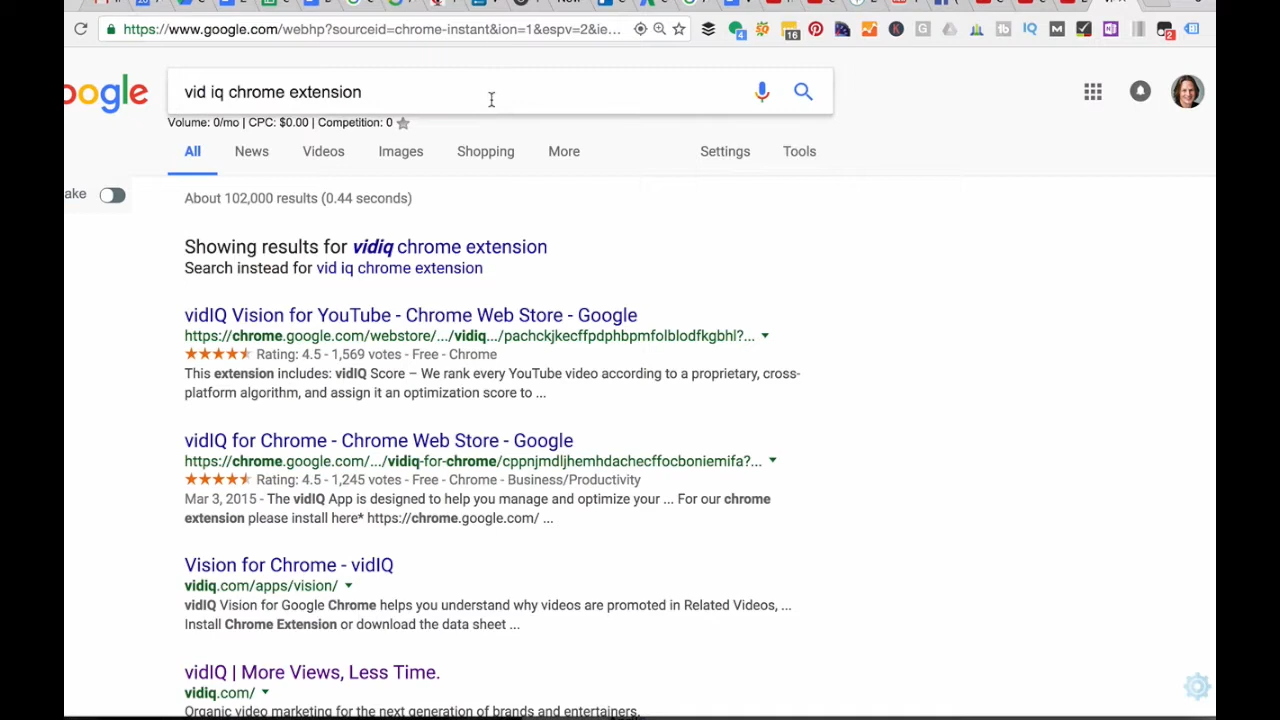 https://www.google.com/webhp?sourceid=chrome-instant&ion=1&espv=2&ie...
4
16
2
oogle
vid iq chrome extension
Volume: 0/mo | CPC: $0.00 | Competition: 0
All
News
Videos
Images
Shopping
More
Settings
Tools
ake
About 102,000 results (0.44 seconds)
Showing results for vidiq chrome extension
Search instead for vid iq chrome extension
vidIQ Vision for YouTube - Chrome Web Store - Google
https://chrome.google.com/webstore/.../vidiq.../pachckjkecffpdphbpmfolblodfkgbhl?...
Rating: 4.5 - 1,569 votes - Free - Chrome
This extension includes: vidIQ Score – We rank every YouTube video according to a proprietary, cross-
platform algorithm, and assign it an optimization score to ...
vidIQ for Chrome - Chrome Web Store - Google
https://chrome.google.com/.../vidiq-for-chrome/cppnjmdljhemhdachecffocboniemifa?...
Rating: 4.5 - 1,245 votes - Free - Chrome - Business/Productivity
Mar 3, 2015 - The vidIQ App is designed to help you manage and optimize your ... For our chrome
extension please install here* https://chrome.google.com/ ...
Vision for Chrome - vidIQ
vidiq.com/apps/vision/
vidIQ Vision for Google Chrome helps you understand why videos are promoted in Related Videos, ...
Install Chrome Extension or download the data sheet ...
vidIQ | More Views, Less Time.
vidiq.com/
Organic video marketing for the next generation of brands and entertainers.